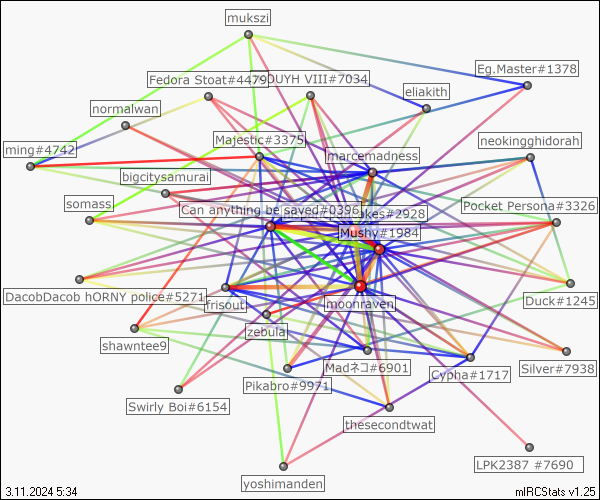 mukszi
Eg.Master#1378
Fedora Stoat#4479
DUYH VIII#7034
eliakith
normalwan
Majestic#3375
neokingghidorah
ming#4742
marcemadness
bigcitysamurai
somass
Can anything be saved#0396
akes#2928
Pocket Persona#3326
Mushy#1984
DacobDacob hORNY police#5271
frisout
moonraven
Duck#1245
zebula
shawntee9
Madネコ#6901
Silver#7938
Cypha#1717
Pikabro#9971
Swirly Boi#6154
thesecondtwat
LPK2387 #7690
yoshimanden
3.11.2024 5:34
mIRCStats v1.25